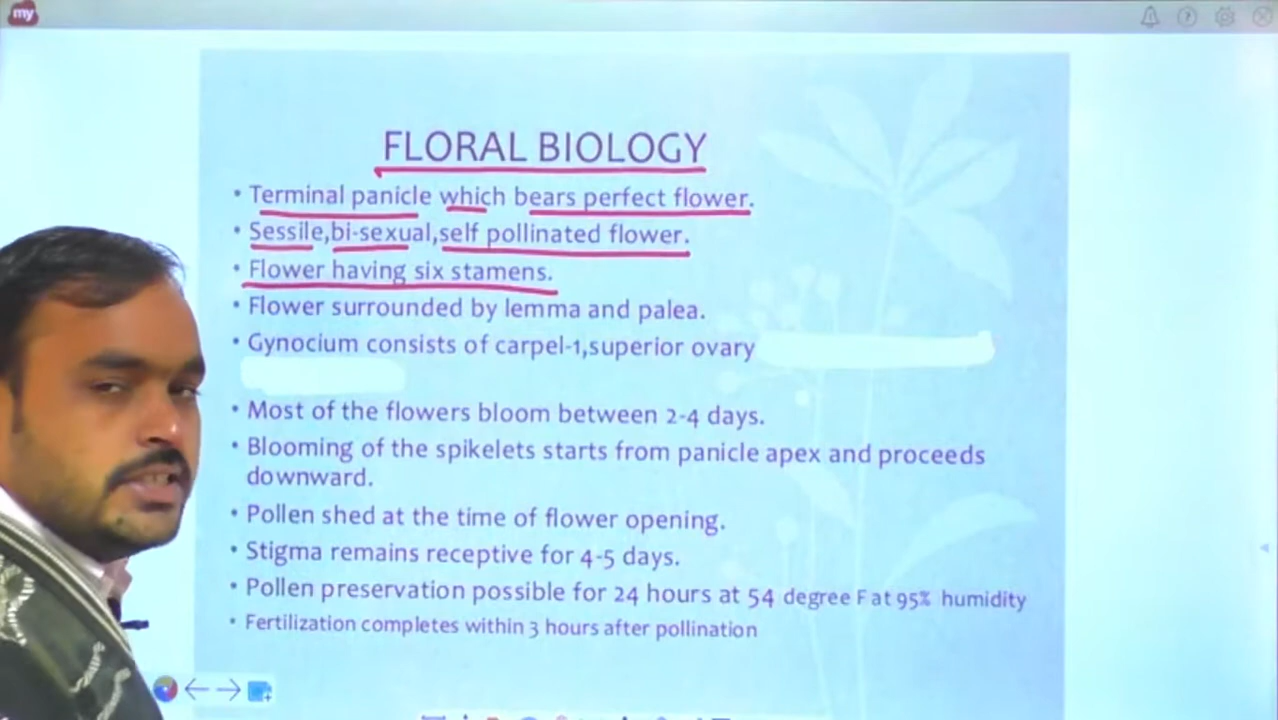 my
FLORAL BIOLOGY
• Terminal panicle which bears perfect flower.
• Sessile,bi-sexual,self pollinated flower.
• Flower having six stamens.
• Flower surrounded by lemma and palea.
• Gynocium consists of carpel-1,superior ovary
• Most of the flowers bloom between 2-4 days.
• Blooming of the spikelets starts from panicle apex and proceeds
downward.
• Pollen shed at the time of flower opening.
• Stigma remains receptive for 4-5 days.
• Pollen preservation possible for 24 hours at 54 degree F at 95% humidity
• Fertilization completes within 3 hours after pollination